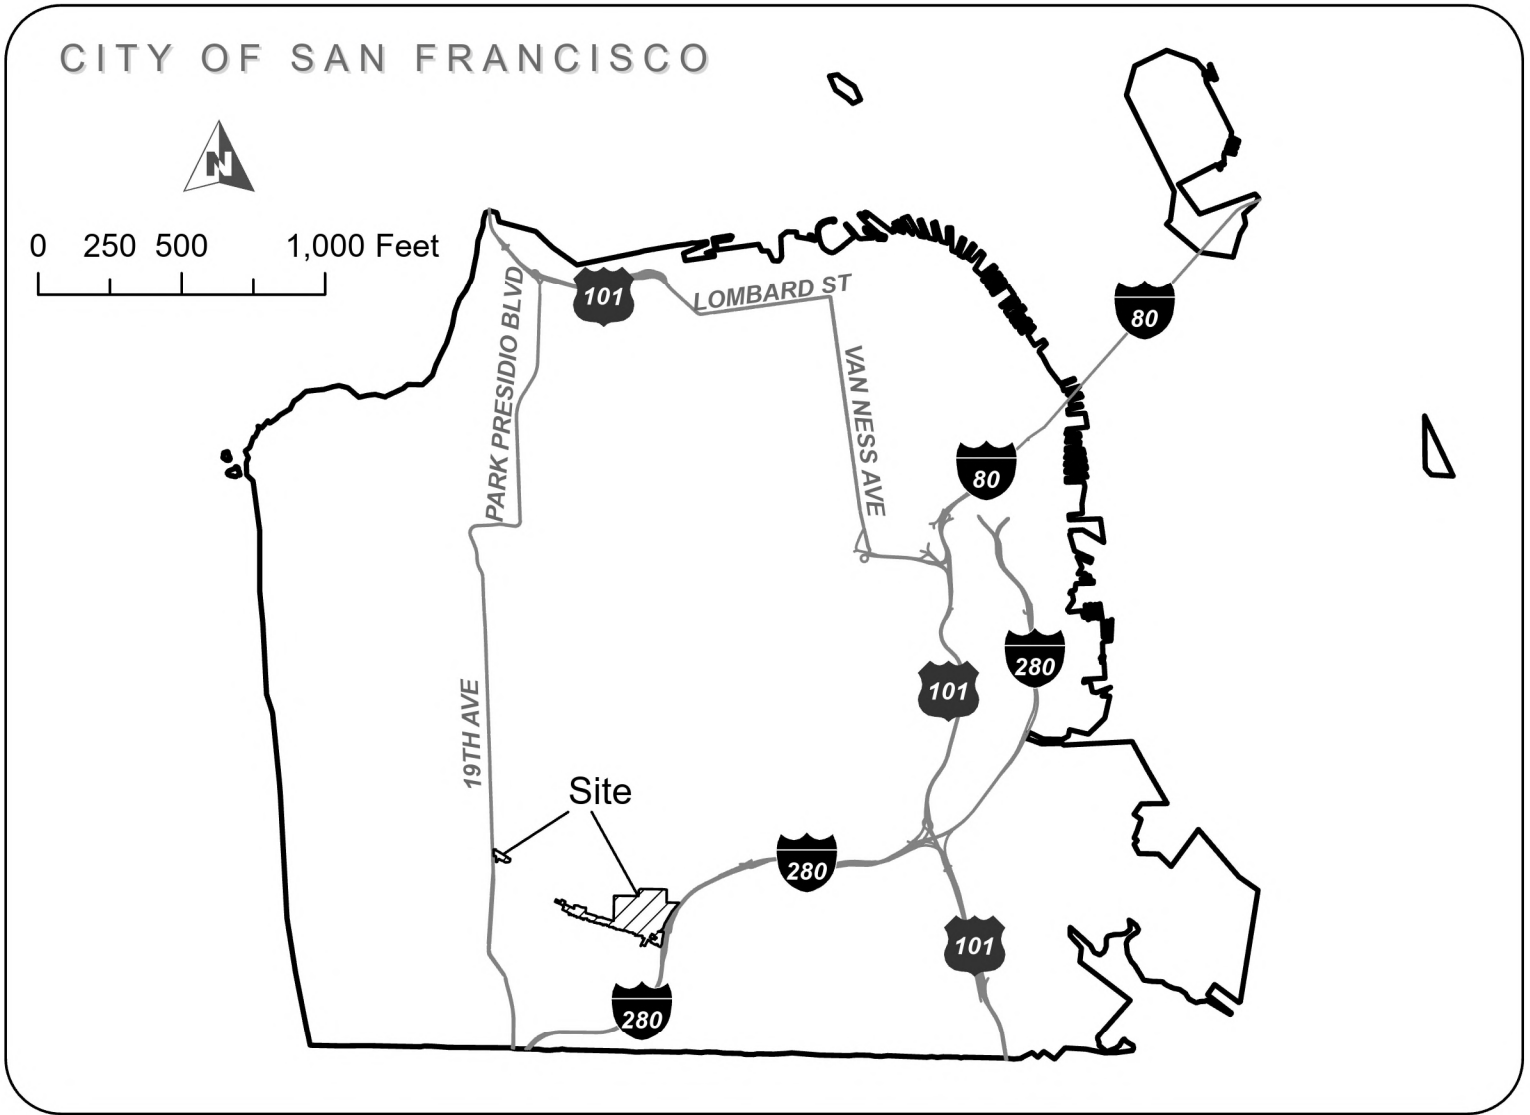 CITY OF SAN FRANCISCO
N
0 250 500 1,000 Feet
101
LOMBARD ST
PARK PRESIDIO BLVD
VAN NESS AVE
80
80
280
101
19TH AVE
Site
280
101
280